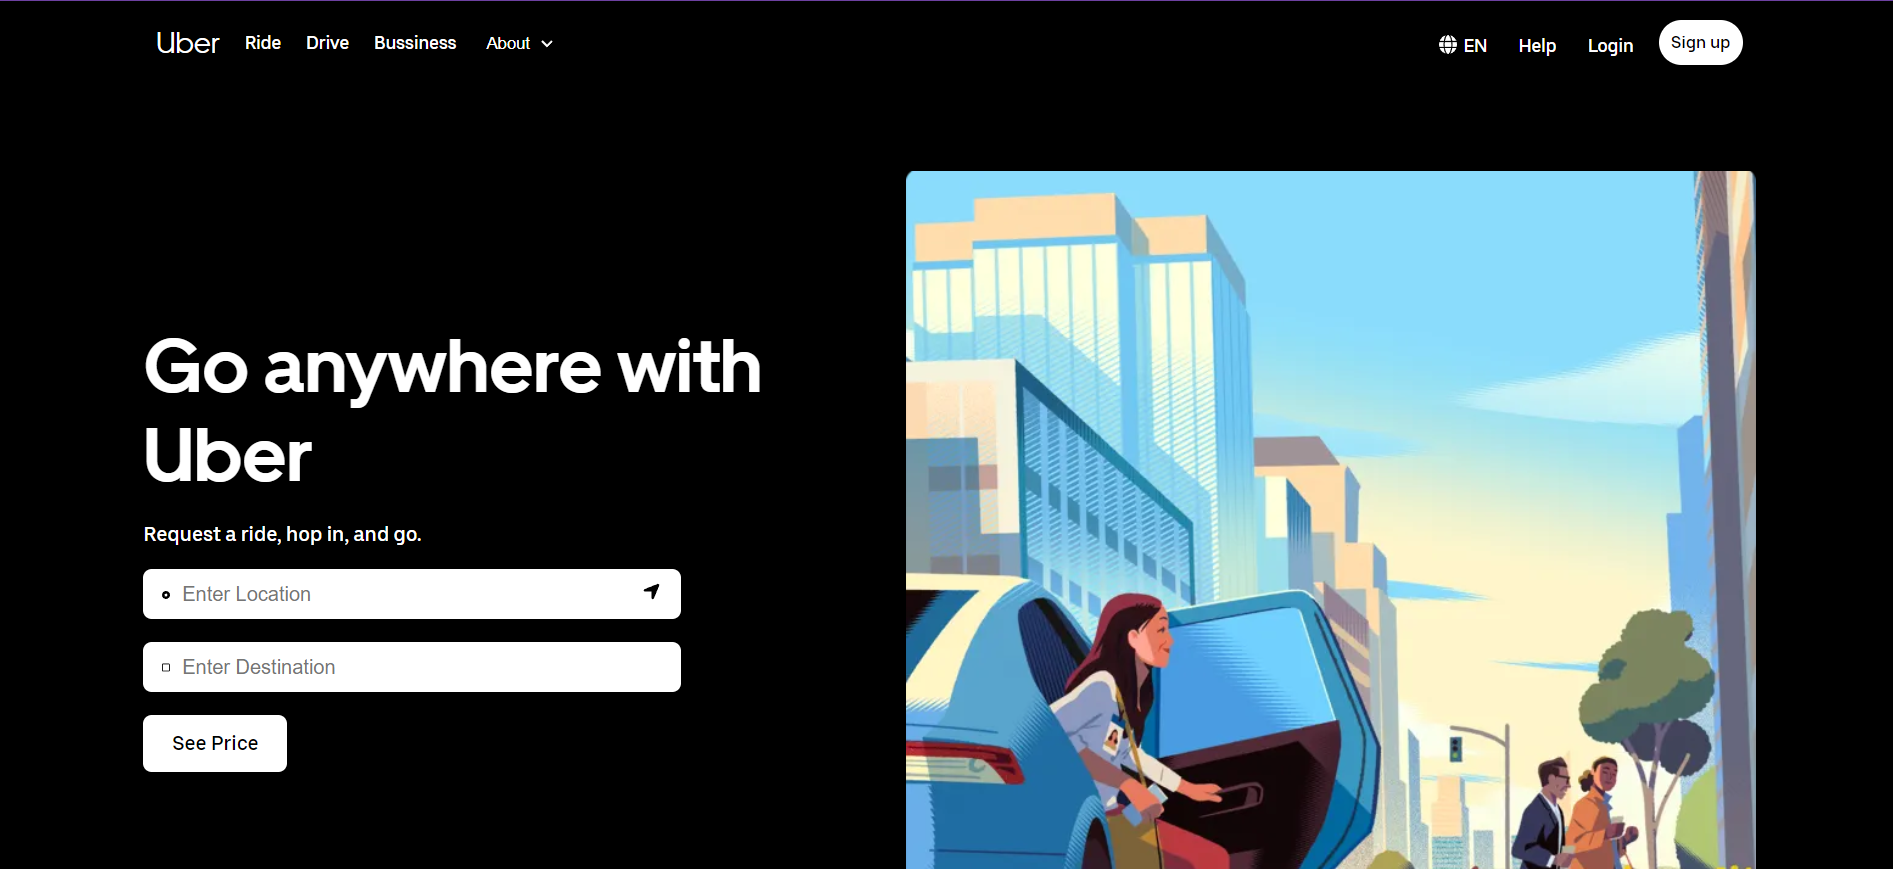 Uber Ride Drive Bussiness About EN Help Login Sign up
Go anywhere with
Uber
Request a ride, hop in, and go.
Enter Location
Enter Destination
See Price